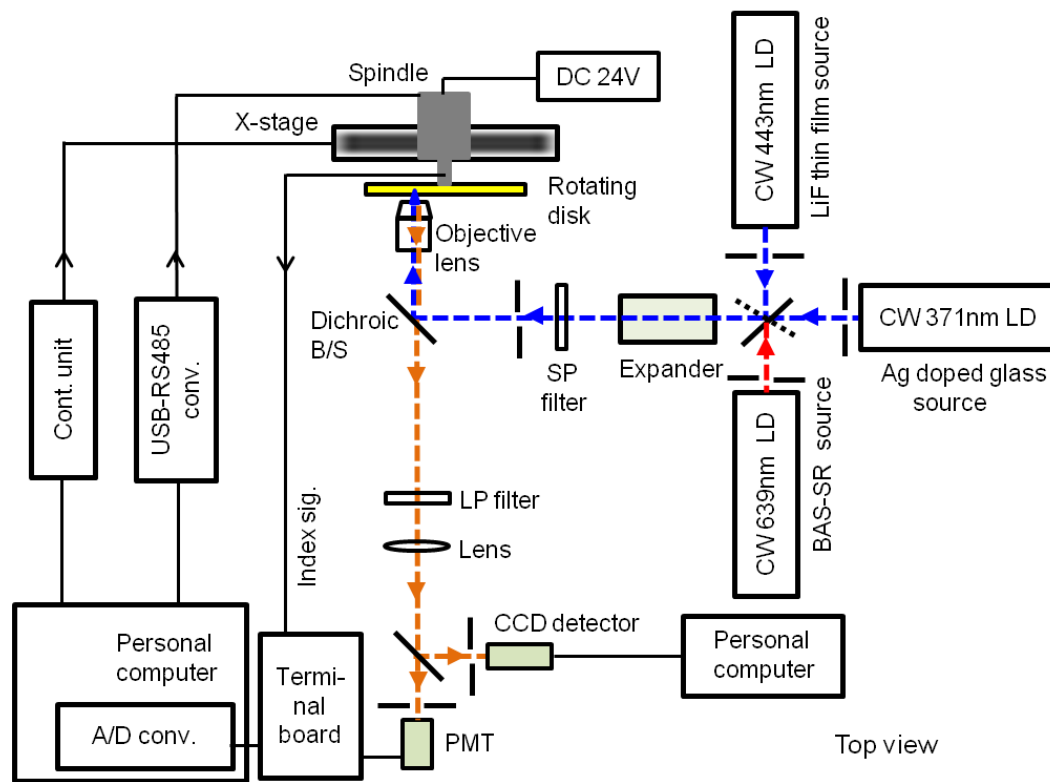 Spindle
DC 24V
X-stage
Rotating
disk
Objective
lens
CW 443nm LD
LiF thin film source
Dichroic
B/S
SP
filter
Expander
CW 371nm LD
Ag doped glass
source
CW 639nm LD
BAS-SR source
Cont. unit
USB-RS485
conv.
Index sig.
LP filter
Lens
CCD detector
Personal
computer
Personal
computer
A/D conv.
Termi-
nal
board
PMT
Top view